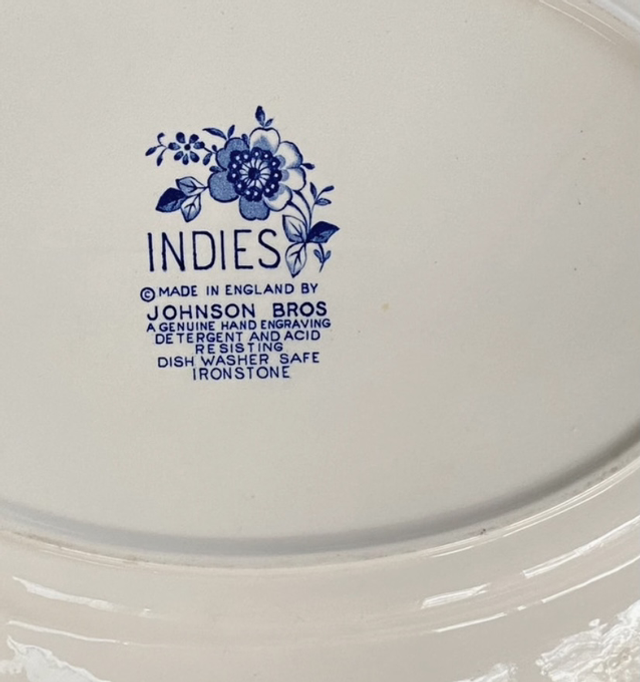 INDIES
© MADE IN ENGLAND BY
JOHNSON BROS
A GENUINE HAND ENGRAVING
DETERGENT AND ACID
RESISTING
DISH WASHER SAFE
IRONSTONE